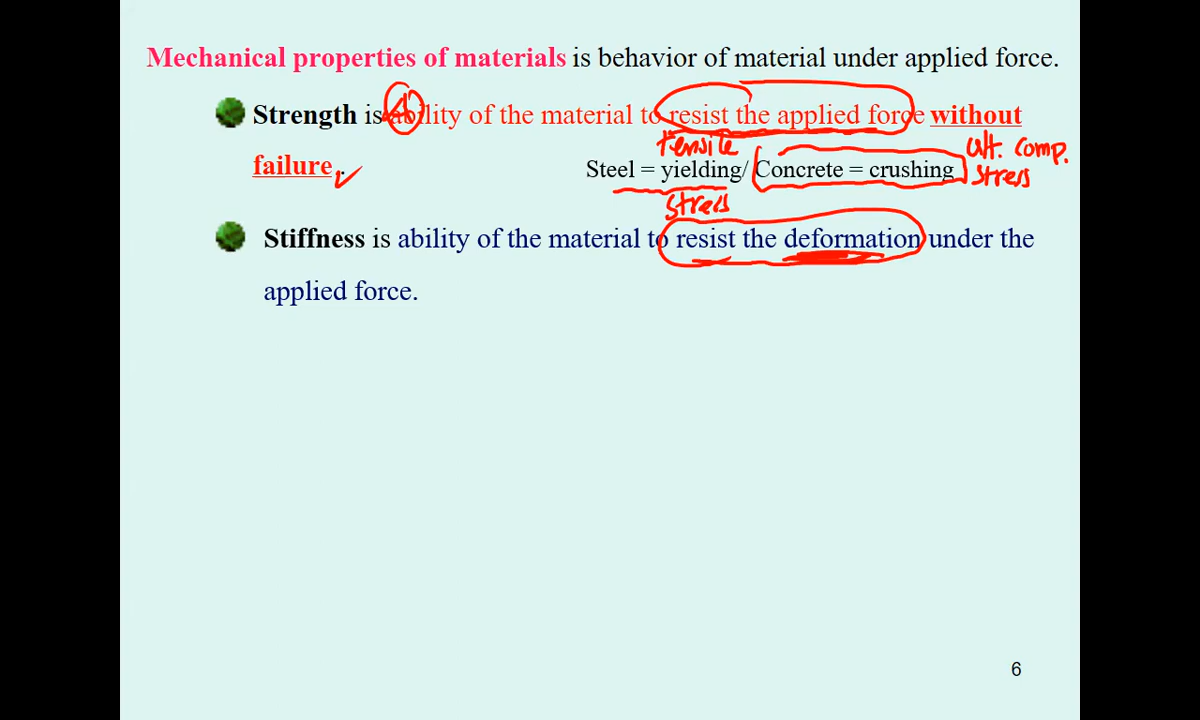 Mechanical properties of materials is behavior of material under applied force.
Strength is ability of the material to resist the applied force without
failure.
tensile
ult. comp.
Steel = yielding/ Concrete = crushing
stress
stress
Stiffness is ability of the material to resist the deformation under the
applied force.
6